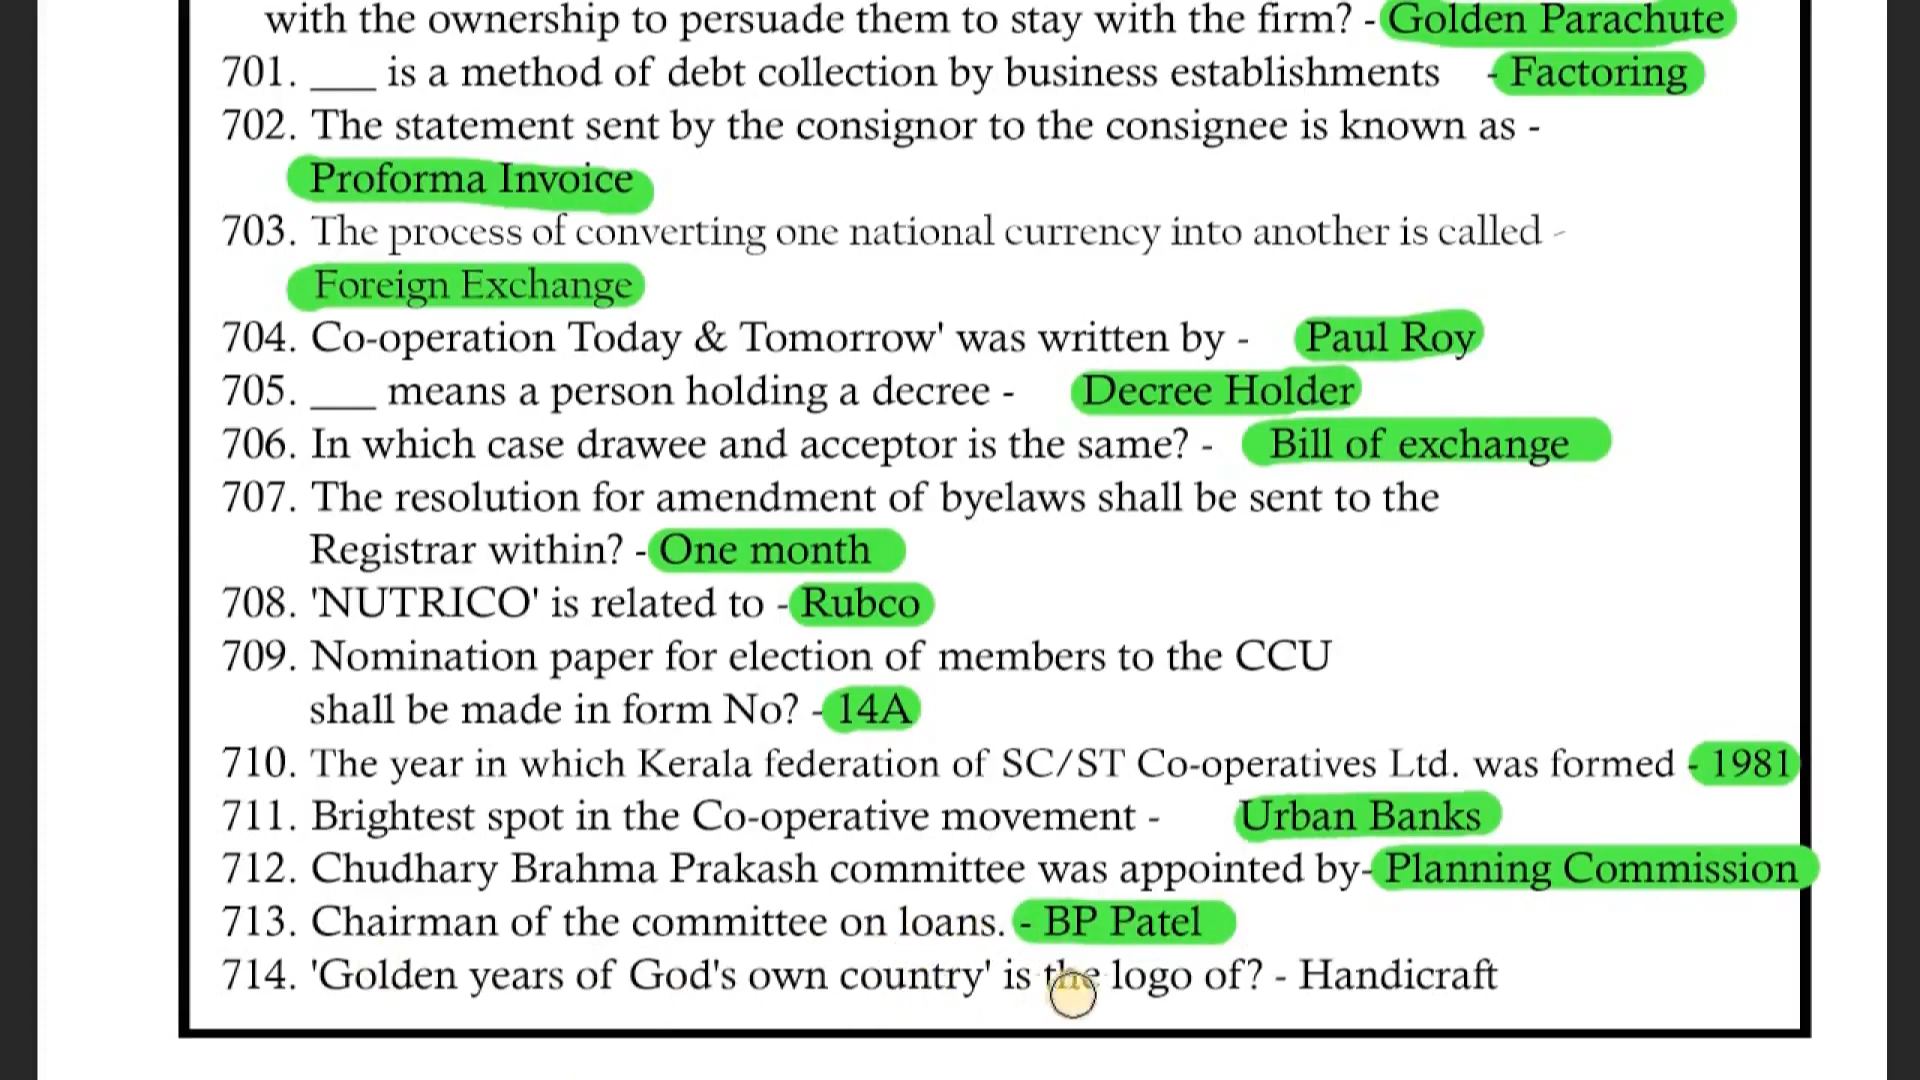 with the ownership to persuade them to stay with the firm? - Golden Parachute
701. ___ is a method of debt collection by business establishments - Factoring
702. The statement sent by the consignor to the consignee is known as -
Proforma Invoice
703. The process of converting one national currency into another is called -
Foreign Exchange
704. Co-operation Today & Tomorrow' was written by - Paul Roy
705. ___ means a person holding a decree - Decree Holder
706. In which case drawee and acceptor is the same? - Bill of exchange
707. The resolution for amendment of byelaws shall be sent to the
Registrar within? - One month
708. 'NUTRICO' is related to - Rubco
709. Nomination paper for election of members to the CCU
shall be made in form No? - 14A
710. The year in which Kerala federation of SC/ST Co-operatives Ltd. was formed - 1981
711. Brightest spot in the Co-operative movement - Urban Banks
712. Chudhary Brahma Prakash committee was appointed by- Planning Commission
713. Chairman of the committee on loans. - BP Patel
714. 'Golden years of God's own country' is the logo of? - Handicraft